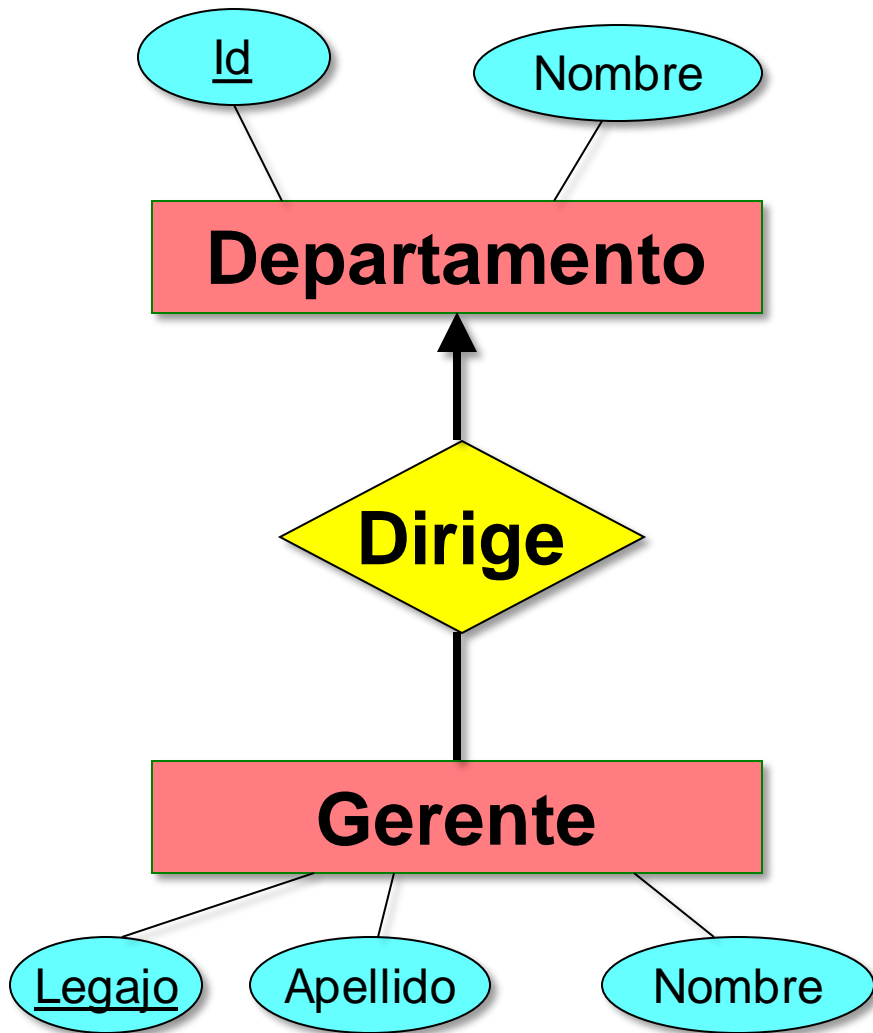 Id
Nombre
Departamento
Dirige
Gerente
Legajo
Apellido
Nombre